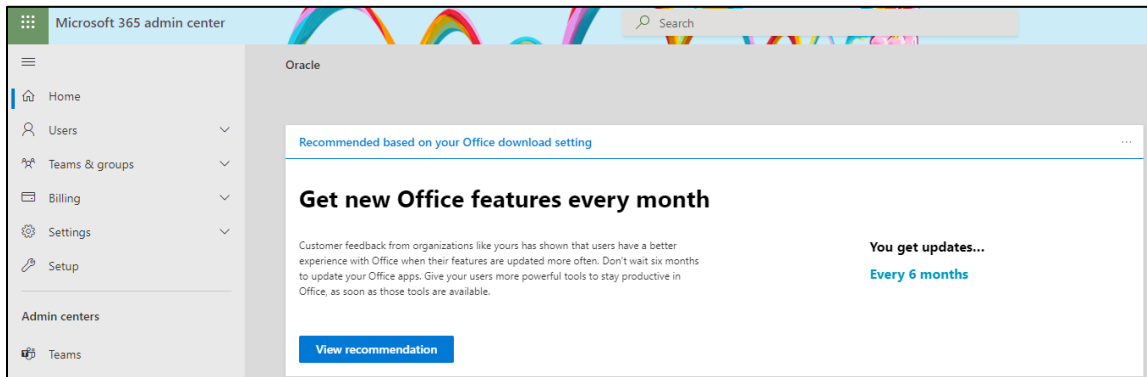 Microsoft 365 admin center
Search
Home
Users
Teams & groups
Billing
Settings
Setup
Admin centers
Teams
Oracle
Recommended based on your Office download setting
...
Get new Office features every month
Customer feedback from organizations like yours has shown that users have a better
experience with Office when their features are updated more often. Don't wait six months
to update your Office apps. Give your users more powerful tools to stay productive in
Office, as soon as those tools are available.
You get updates...
Every 6 months
View recommendation